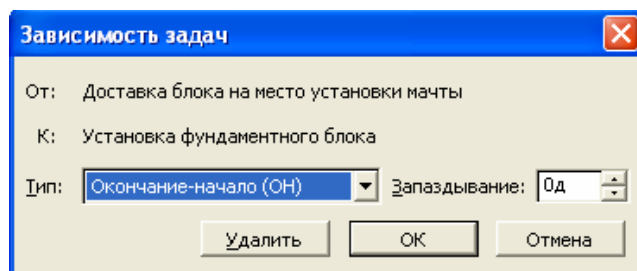 Зависимость задач
От: Доставка блока на место установки мачты
К: Установка фундаментного блока
Тип: Окончание-начало (ОН) Запаздывание: 0д
Удалить ОК Отмена